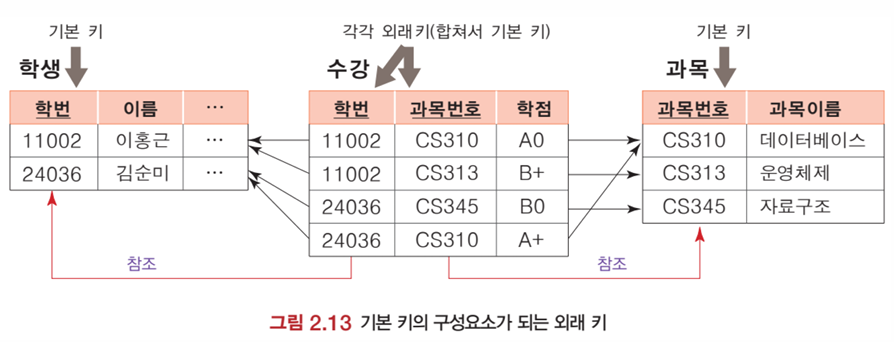 기본 키
각각 외래키(합쳐서 기본 키)
기본 키
학생
수강
과목
학번 이름 …
11002 이홍근 …
24036 김순미 …
학번 과목번호 학점
11002 CS310 A0
11002 CS313 B+
24036 CS345 B0
24036 CS310 A+
과목번호 과목이름
CS310 데이터베이스
CS313 운영체제
CS345 자료구조
참조
참조
그림 2.13 기본 키의 구성요소가 되는 외래 키